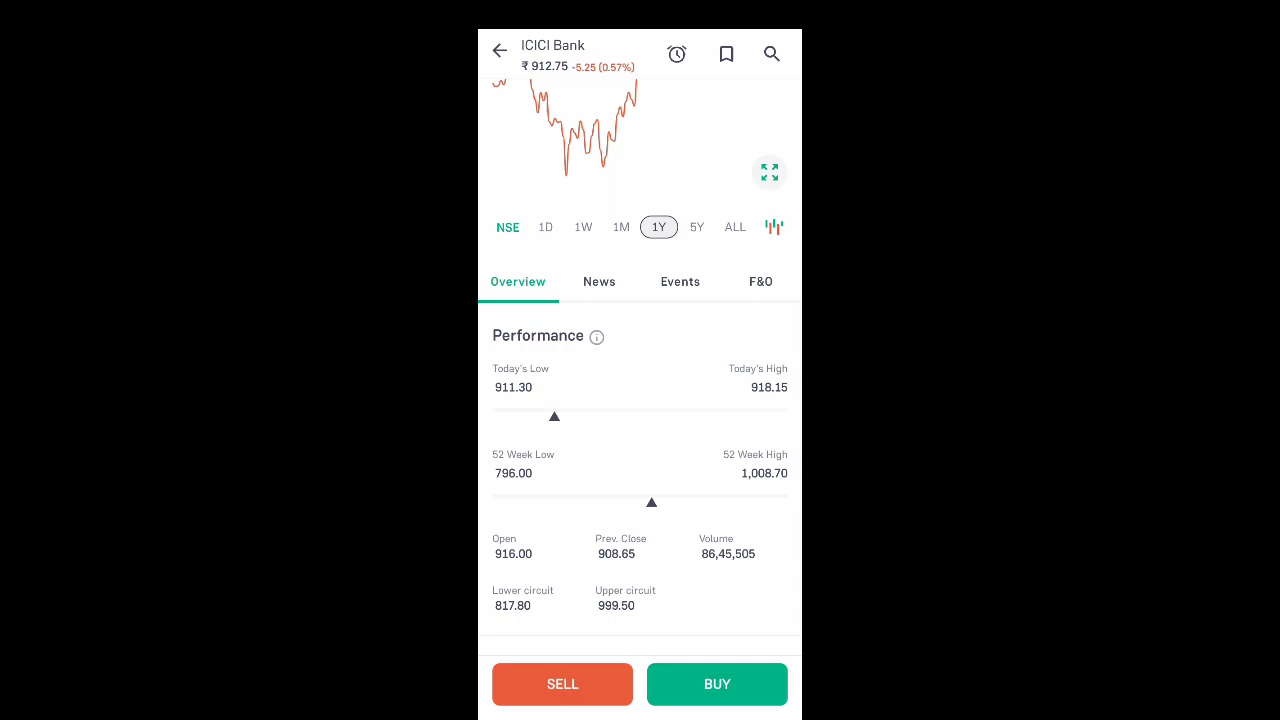 ICICI Bank
₹ 912.75 -5.25 (0.57%)
NSE 1D 1W 1M 1Y 5Y ALL
Overview News Events F&O
Performance
Today's Low Today's High
911.30 918.15
52 Week Low 52 Week High
796.00 1,008.70
Open Prev. Close Volume
916.00 908.65 86,45,505
Lower circuit Upper circuit
817.80 999.50
SELL BUY